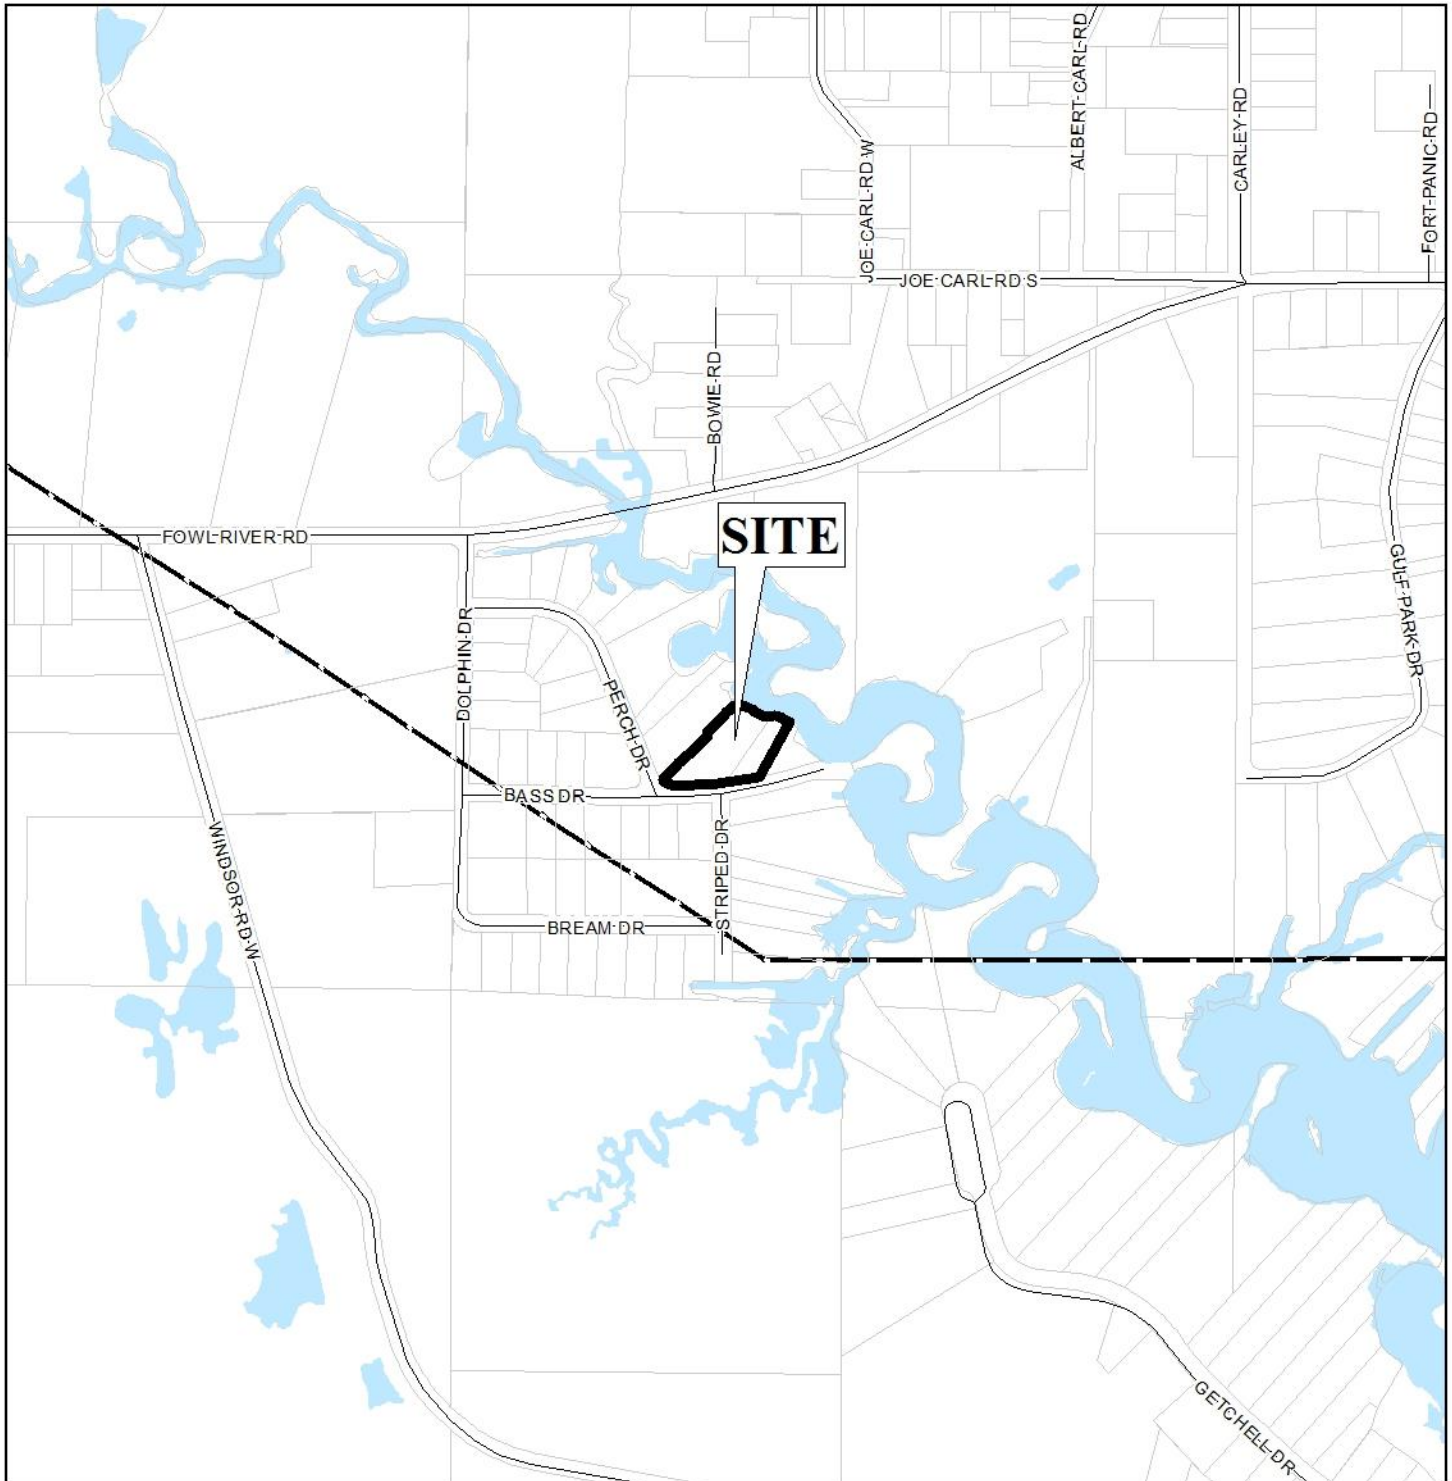 ALBERT-CARL-RD
CARLEY-RD
FORT-PANIC-RD
JOE-CARL-RD-W
JOE-CARL-RD S
BOWIE-RD
SITE
FOWL-RIVER-RD
GULF-PARK-DR
DOLPHIN-DR
PERCH-DR
BASS DR
STRIPED-DR
WINDSOR-RD-W
BREAM-DR
GETCHELL-DR